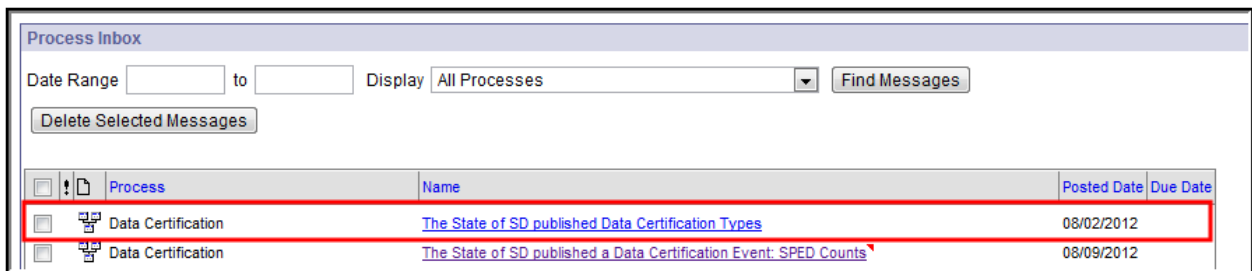 Process Inbox
Date Range to Display All Processes Find Messages
Delete Selected Messages
! Process Name Posted Date Due Date
Data Certification The State of SD published Data Certification Types 08/02/2012
Data Certification The State of SD published a Data Certification Event: SPED Counts 08/09/2012